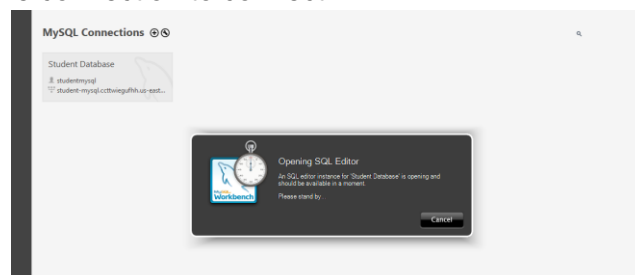 MySQL Connections
Student Database
studentmysql
student-mysql.ccttwiegufhh.us-east...
Opening SQL Editor
An SQL editor instance for 'Student Database' is opening and
should be available in a moment.
Please stand by...
MySQL
Workbench
Cancel